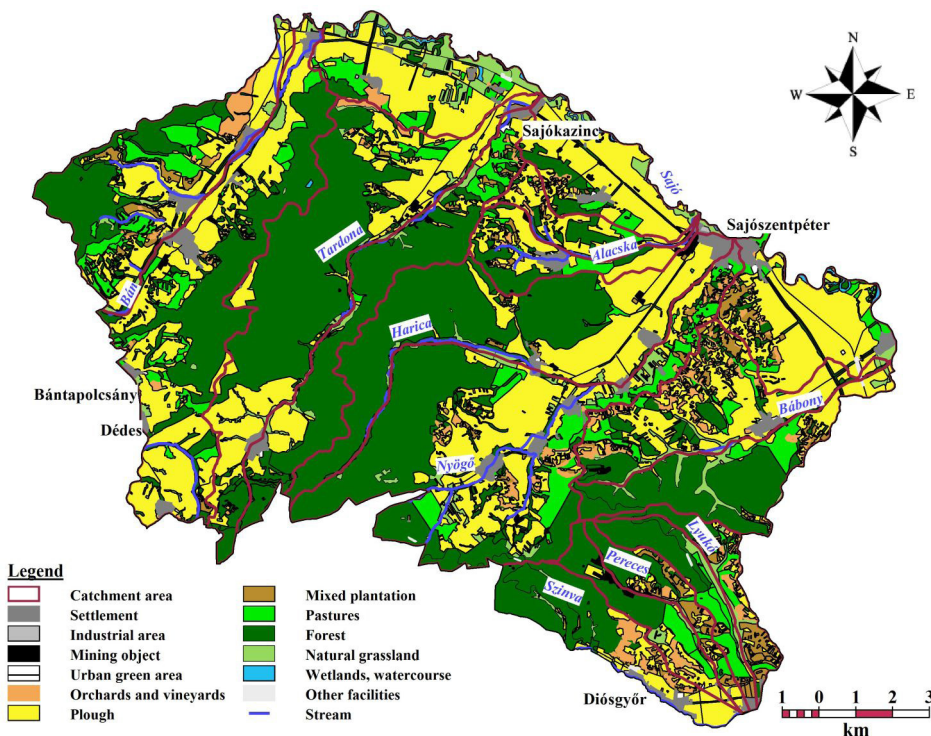 N
W
E
S
Sajókazinc
Sajó
Sajószentpéter
Tardona
Alacska
Bán
Harica
Bántapolcsány
Bábony
Dédes
Nyögő
Lyukó
Pereces
Szinva
Diósgyőr
Legend
Catchment area
Settlement
Industrial area
Mining object
Urban green area
Orchards and vineyards
Plough
Mixed plantation
Pastures
Forest
Natural grassland
Wetlands, watercourse
Other facilities
Stream
1 0 1 2 3
km